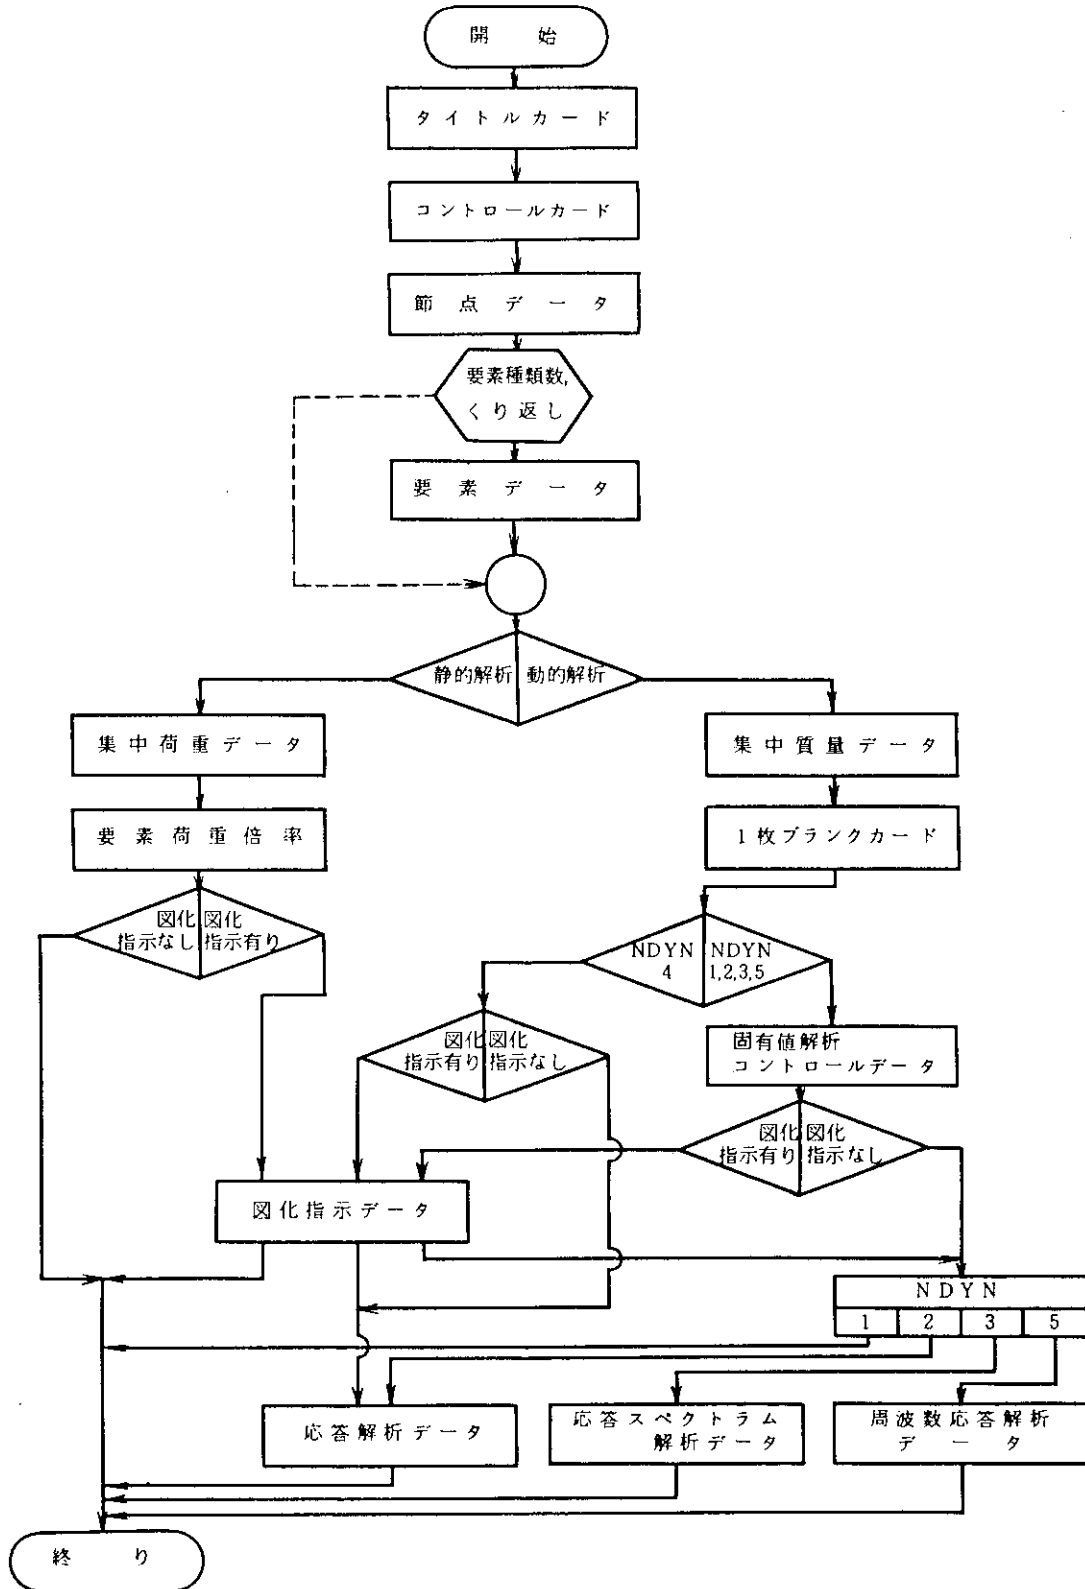 開始
タイトルカード
コントロールカード
節点データ
要素種類数,
くり返し
要素データ
静的解析 動的解析
集中荷重データ
集中質量データ
要素荷重倍率
1枚ブランクカード
図化 図化
指示なし 指示有り
NDYN NDYN
4 1,2,3,5
図化 図化
指示有り 指示なし
固有値解析
コントロールデータ
図化 図化
指示有り 指示なし
図化指示データ
NDYN
1 2 3 5
応答解析データ
応答スペクトラム
解析データ
周波数応答解析
データ
終り